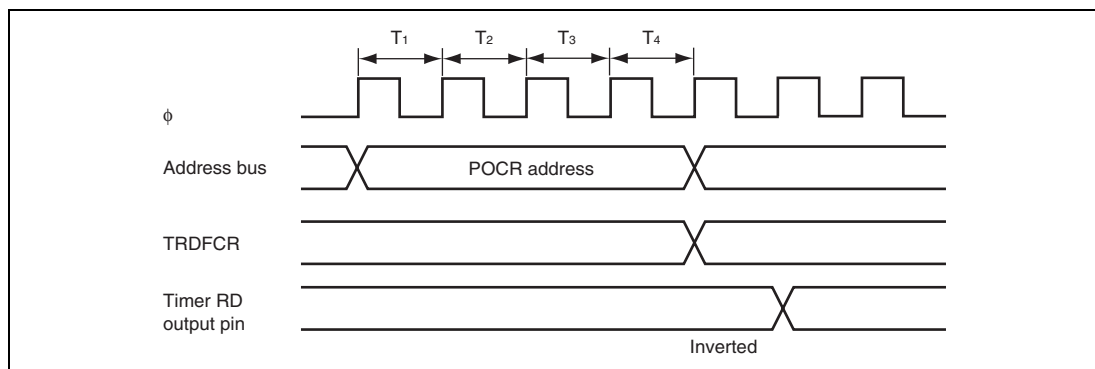 T1 T2 T3 T4
ϕ
Address bus
POCR address
TRDFCR
Timer RD
output pin
Inverted